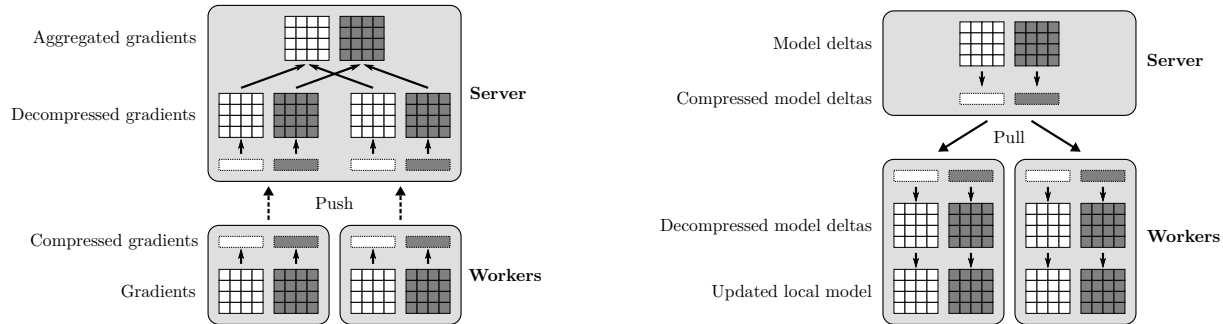 Aggregated gradients
Server
Decompressed gradients
Push
Compressed gradients
Workers
Gradients
Model deltas
Server
Compressed model deltas
Pull
Decompressed model deltas
Workers
Updated local model